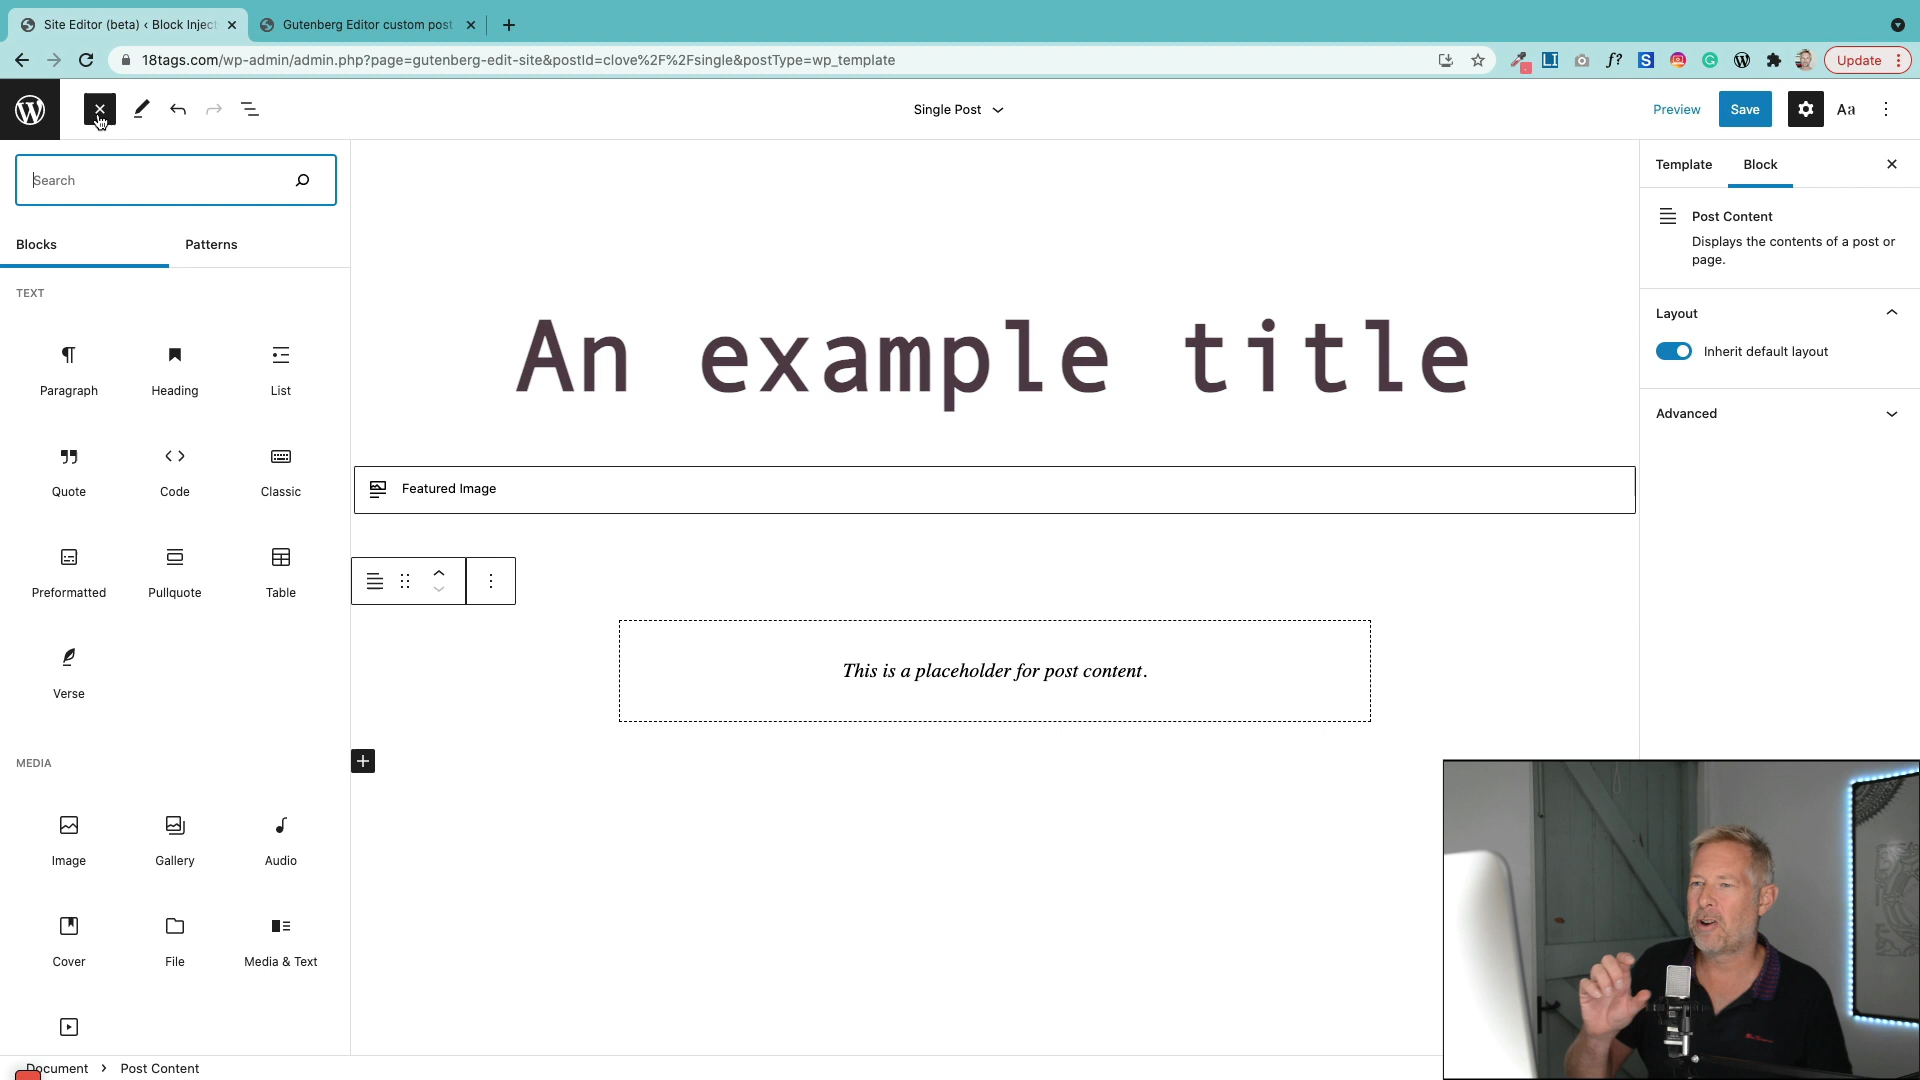 Site Editor (beta) ‹ Block Inject
Gutenberg Editor custom post
18tags.com/wp-admin/admin.php?page=gutenberg-edit-site&postId=clove%2F%2Fsingle&postType=wp_template
Update
Single Post
Preview
Save
Aa
Search
Blocks
Patterns
TEXT
Paragraph
Heading
List
Quote
Code
Classic
Preformatted
Pullquote
Table
Verse
MEDIA
Image
Gallery
Audio
Cover
File
Media & Text
An example title
Featured Image
This is a placeholder for post content.
Template
Block
Post Content
Displays the contents of a post or
page.
Layout
Inherit default layout
Advanced
Document › Post Content